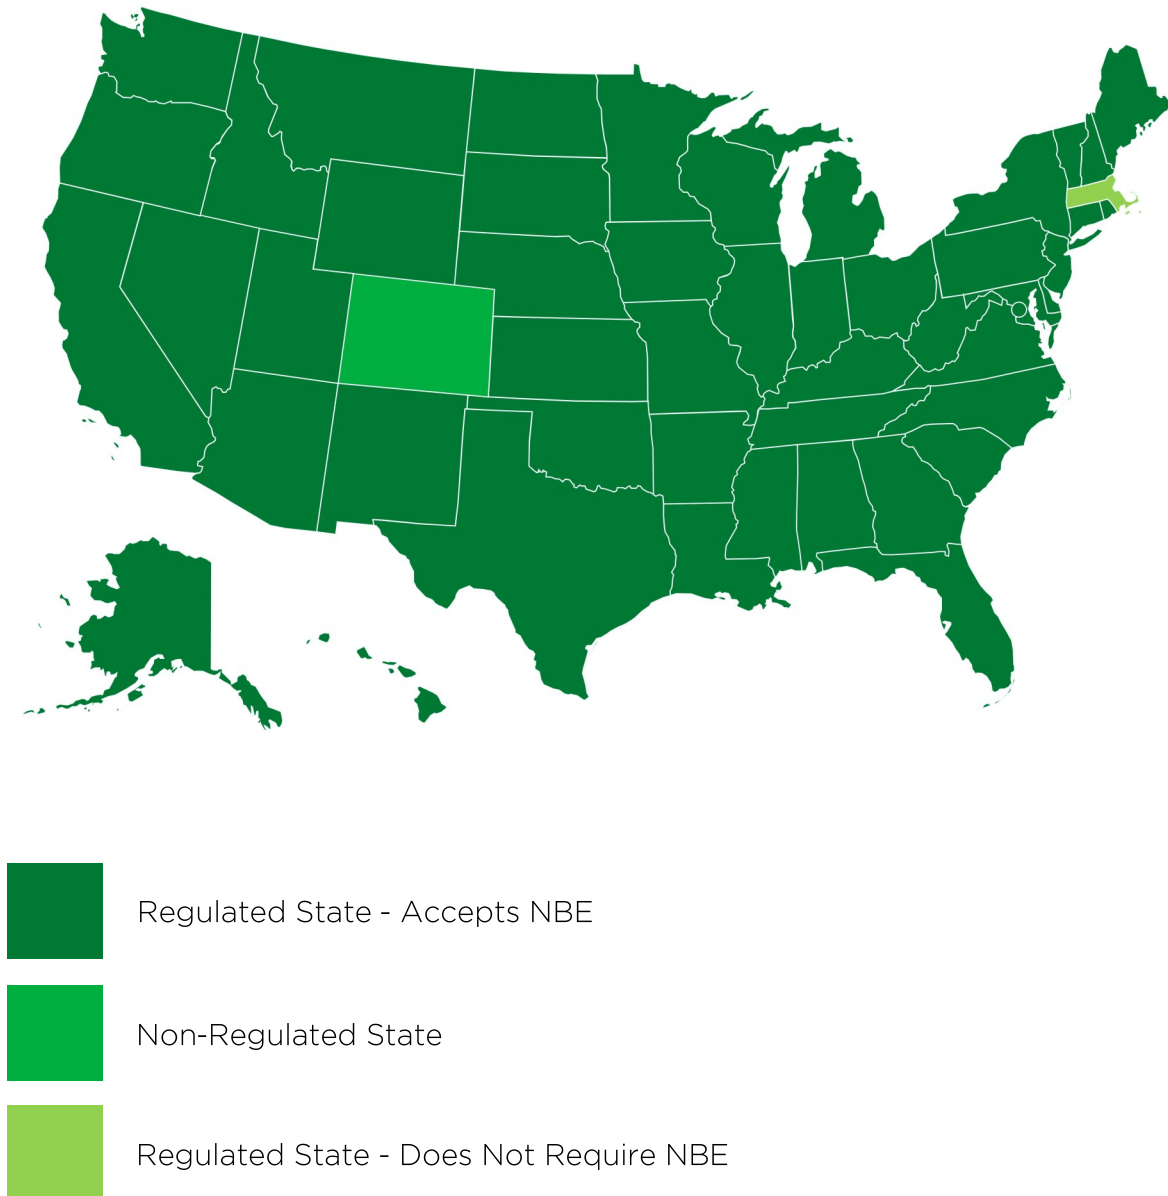 Regulated State - Accepts NBE
Non-Regulated State
Regulated State - Does Not Require NBE